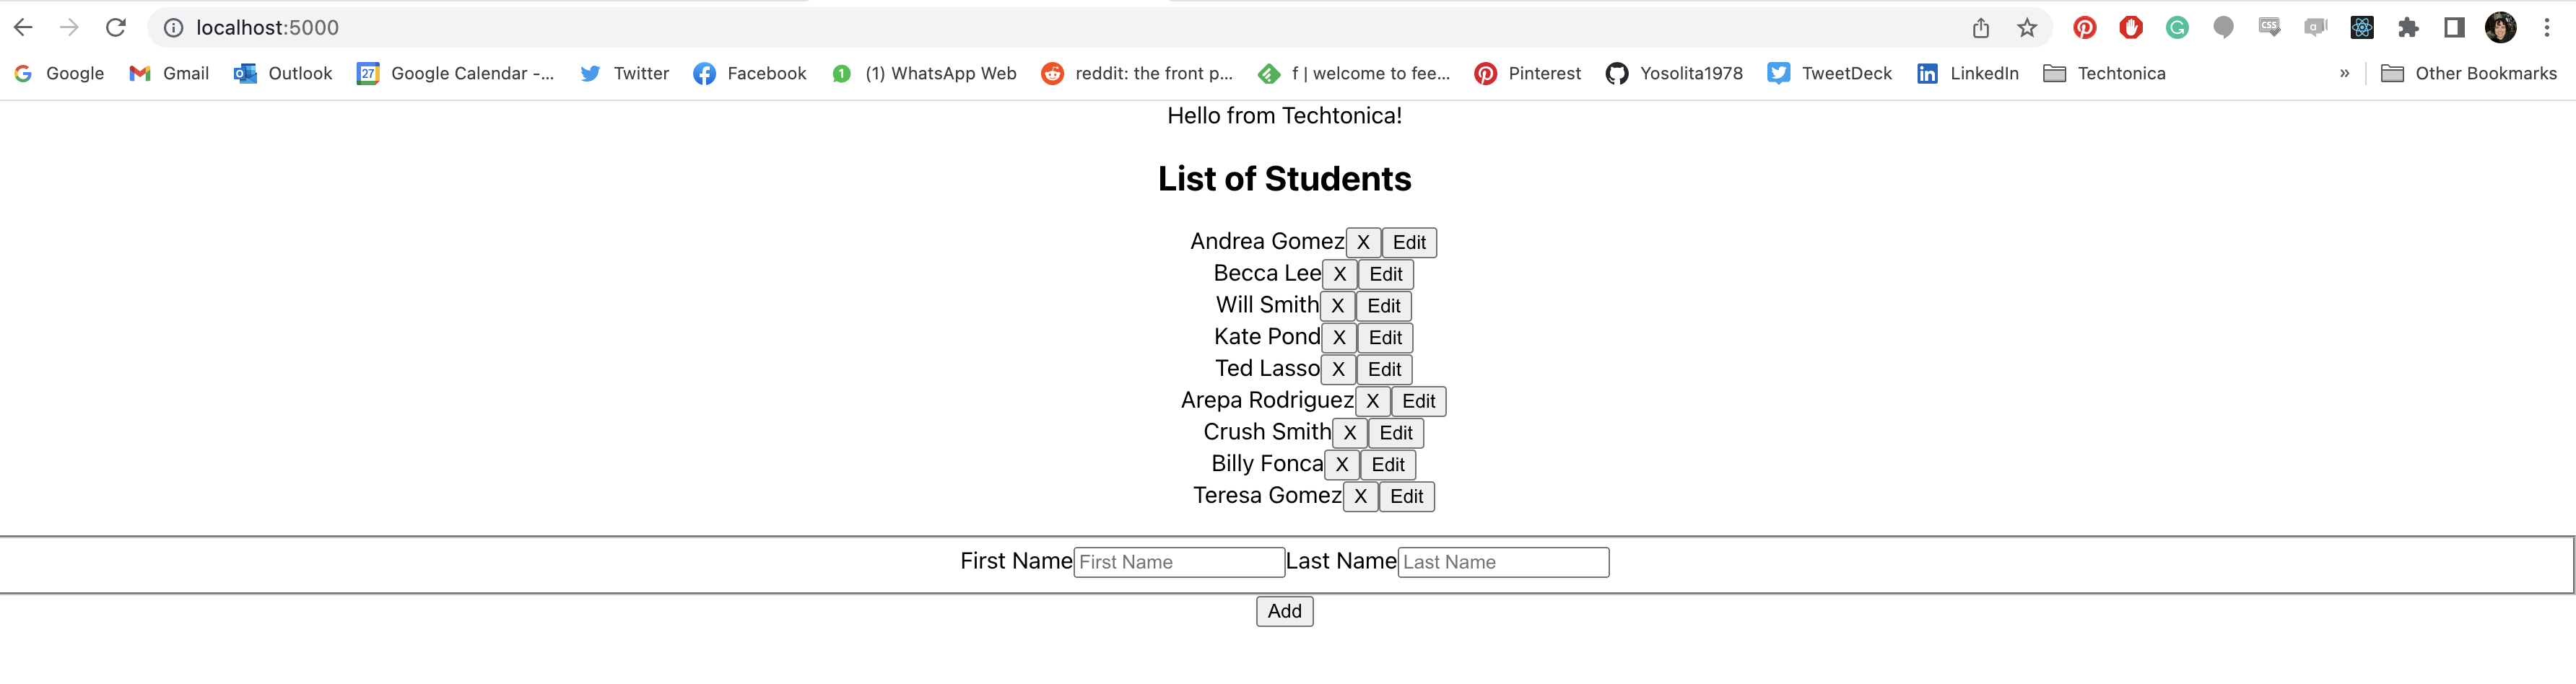 localhost:5000
Google Gmail Outlook 27 Google Calendar -... Twitter Facebook 1 (1) WhatsApp Web reddit: the front p... f | welcome to fee... Pinterest Yosolita1978 TweetDeck LinkedIn Techtonica » Other Bookmarks
Hello from Techtonica!
List of Students
Andrea Gomez X Edit
Becca Lee X Edit
Will Smith X Edit
Kate Pond X Edit
Ted Lasso X Edit
Arepa Rodriguez X Edit
Crush Smith X Edit
Billy Fonca X Edit
Teresa Gomez X Edit
First Name First Name Last Name Last Name
Add